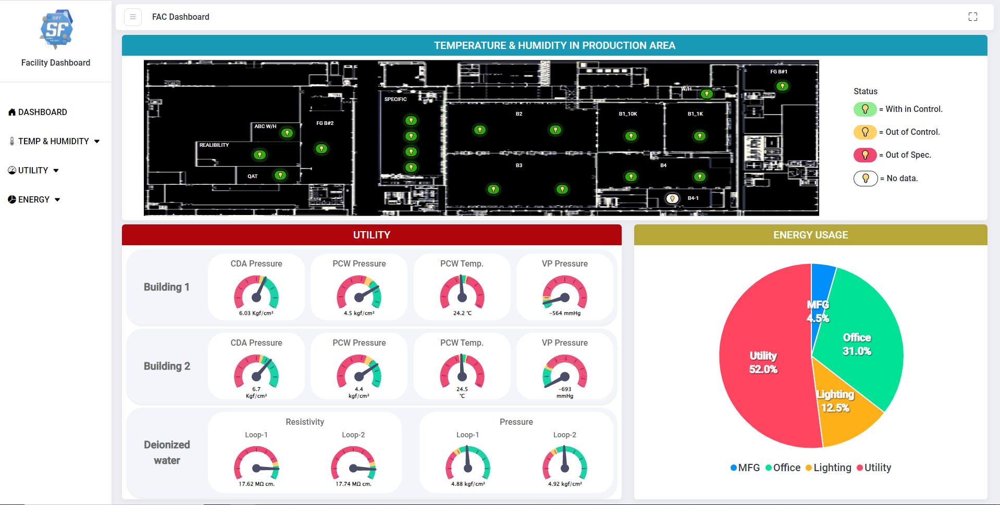 SDT
SF
SMART FACTORY
Facility Dashboard
DASHBOARD
TEMP & HUMIDITY
UTILITY
ENERGY
FAC Dashboard
TEMPERATURE & HUMIDITY IN PRODUCTION AREA
FG B#1
W/H
SPECIFIC
B2
B1_10K
B1_1K
FG B#2
ABC W/H
REALIBILITY
B3
B4
QAT
B4-1
Status
= With in Control.
= Out of Control.
= Out of Spec.
= No data.
UTILITY
Building 1
CDA Pressure
6.03 Kgf/cm²
PCW Pressure
4.5 kgf/cm²
PCW Temp.
24.2 °C
VP Pressure
-564 mmHg
Building 2
CDA Pressure
6.7
Kgf/cm²
PCW Pressure
4.4
kgf/cm²
PCW Temp.
24.5
°C
VP Pressure
-693
mmHg
Deionized
water
Resistivity
Loop-1
17.62 MΩ cm.
Loop-2
17.74 MΩ cm.
Pressure
Loop-1
4.88 kgf/cm²
Loop-2
4.92 kgf/cm²
ENERGY USAGE
MFG
4.5%
Office
31.0%
Utility
52.0%
Lighting
12.5%
MFG Office Lighting Utility